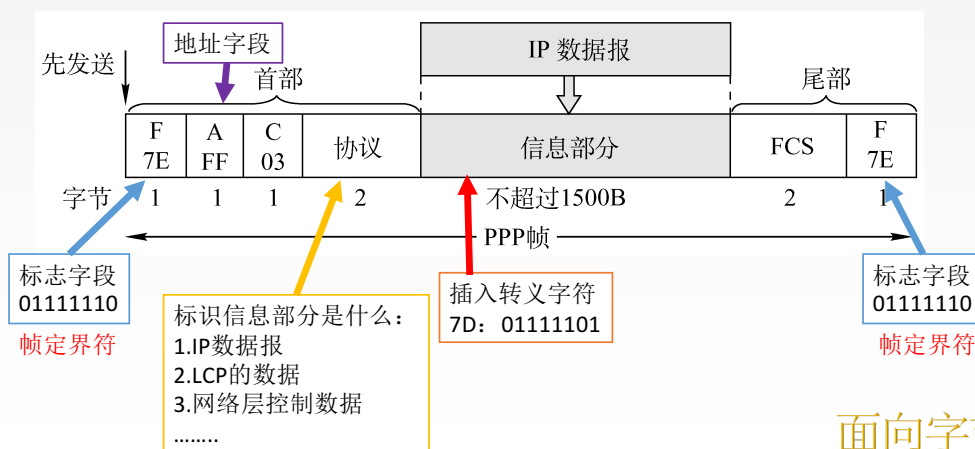 地址字段
IP 数据报
先发送
首部
尾部
F
7E
A
FF
C
03
协议
信息部分
FCS
F
7E
字节
1
1
1
2
不超过1500B
2
1
PPP帧
标志字段
01111110
帧定界符
标识信息部分是什么：
1.IP数据报
2.LCP的数据
3.网络层控制数据
……..
插入转义字符
7D：01111101
标志字段
01111110
帧定界符
面向字